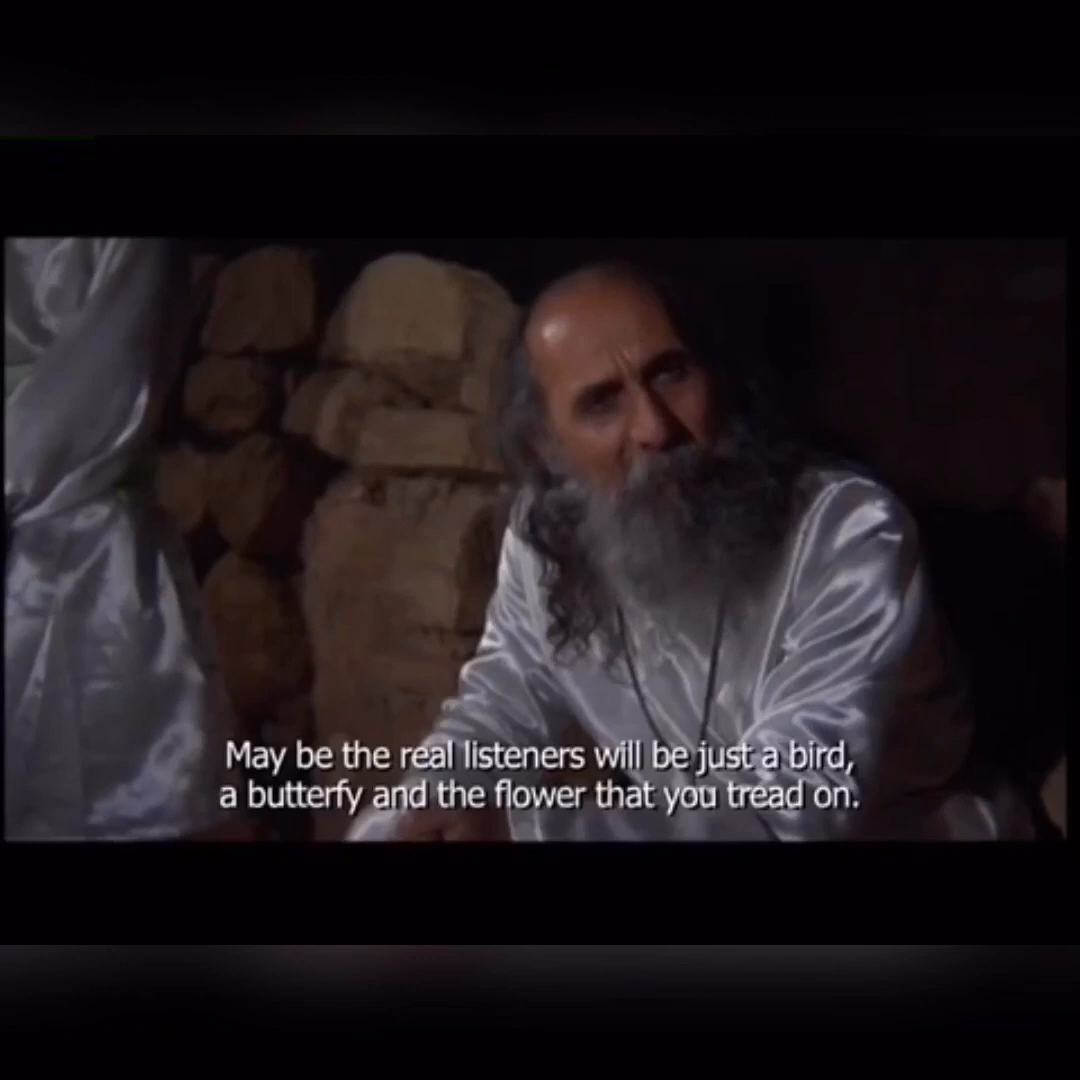 May be the real listeners will be just a bird,
a butterfy and the flower that you tread on.